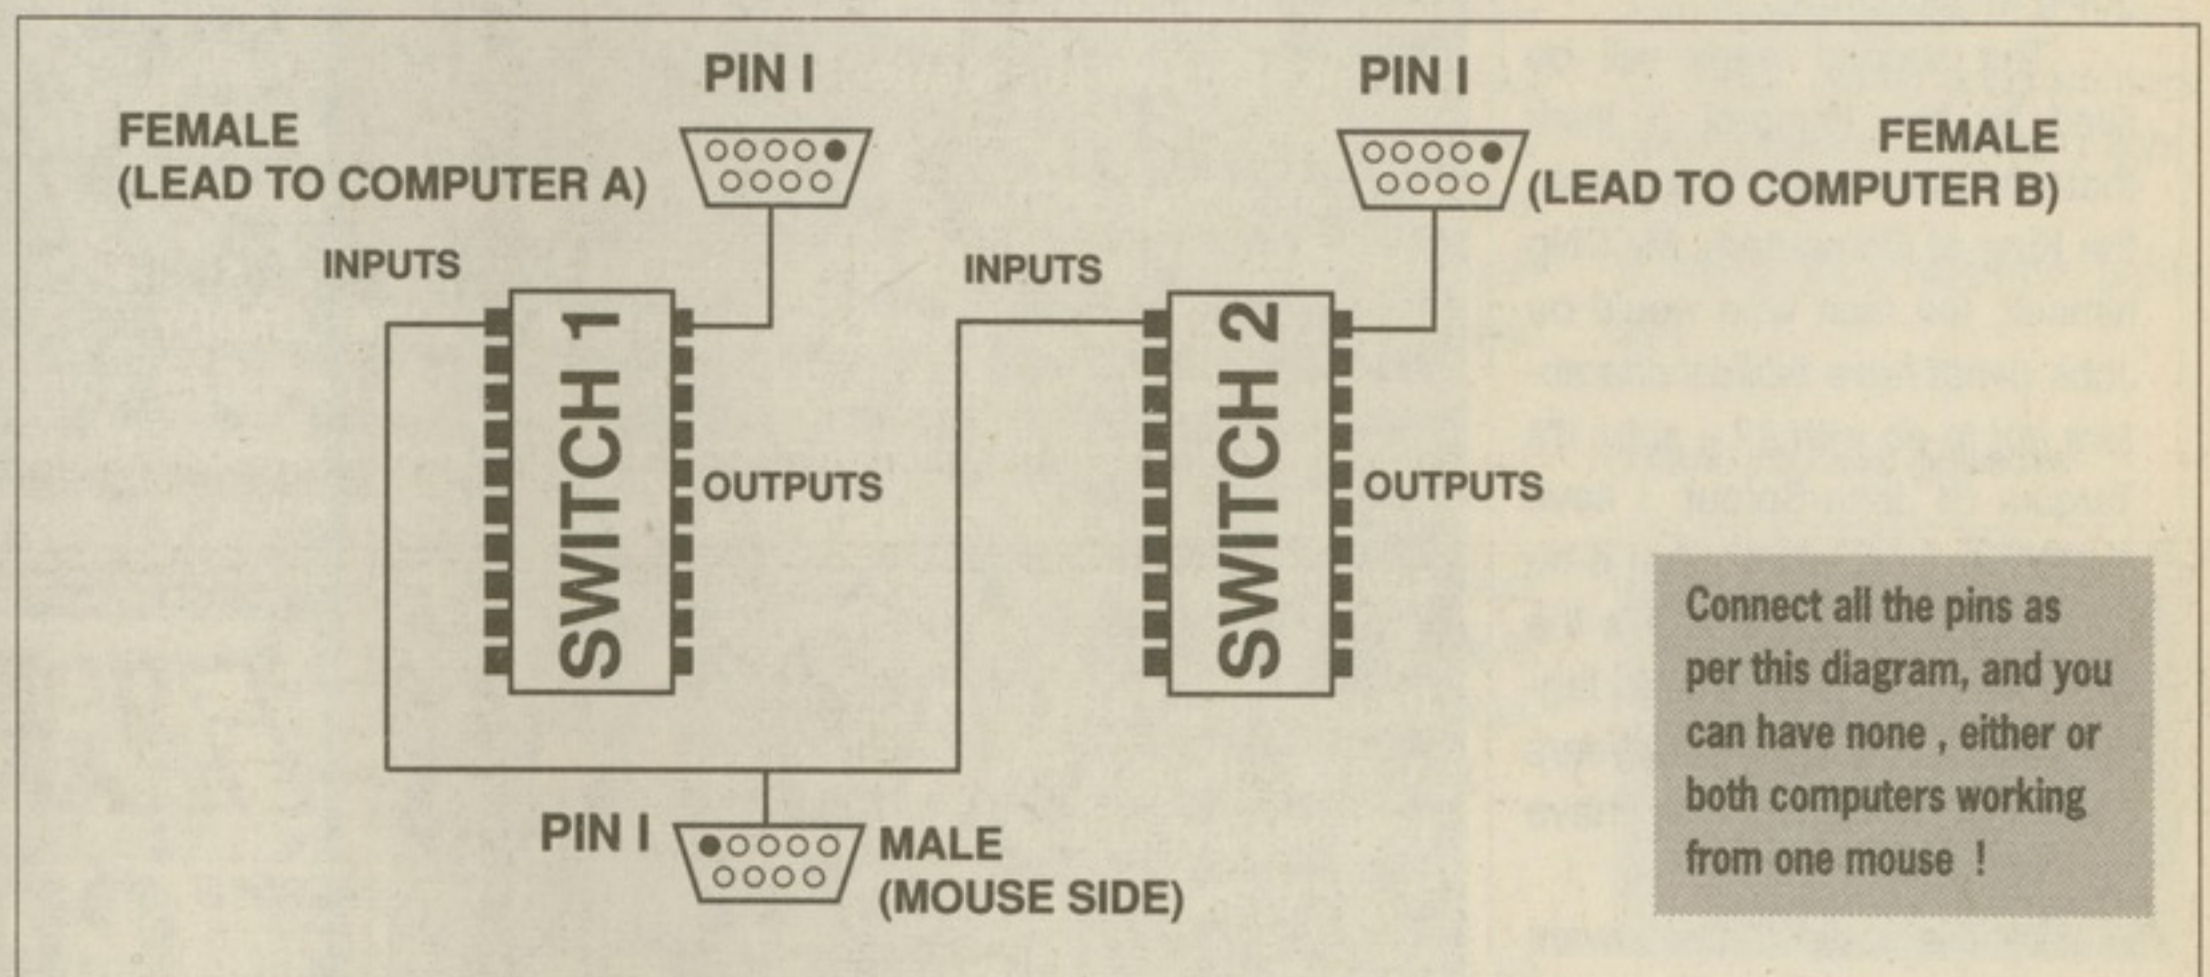 PIN I
PIN I
FEMALE
(LEAD TO COMPUTER A)
FEMALE
(LEAD TO COMPUTER B)
INPUTS
INPUTS
SWITCH 1
SWITCH 2
OUTPUTS
OUTPUTS
Connect all the pins as
per this diagram, and you
can have none , either or
both computers working
from one mouse !
PIN I
MALE
(MOUSE SIDE)